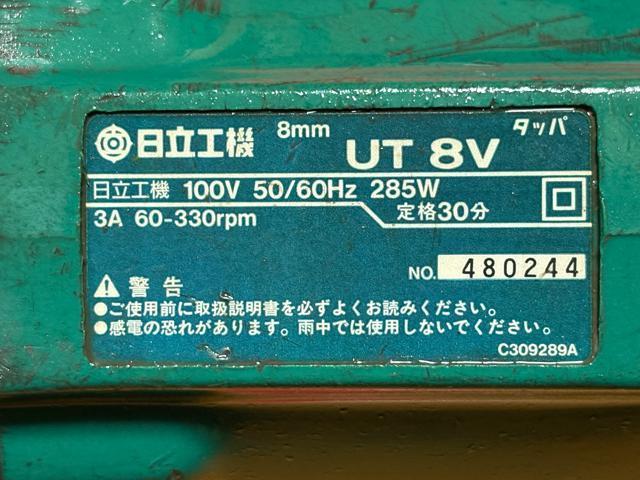 日立工機 8mm UT 8V タッパ
日立工機 100V 50/60Hz 285W
3A 60-330rpm 定格30分
NO. 480244
警告
●ご使用前に取扱説明書を必ずよくお読みください。
●感電の恐れがあります。雨中では使用しないでください。
C309289A